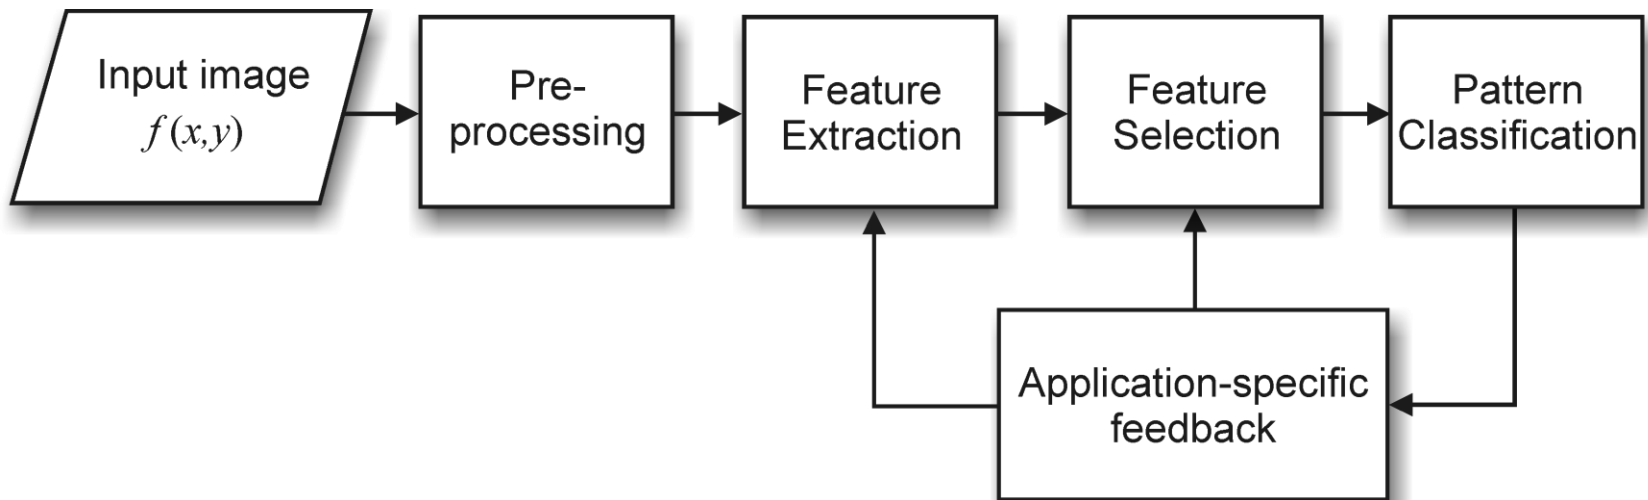 Input image
f (x,y)
Pre-
processing
Feature
Extraction
Feature
Selection
Pattern
Classification
Application-specific
feedback